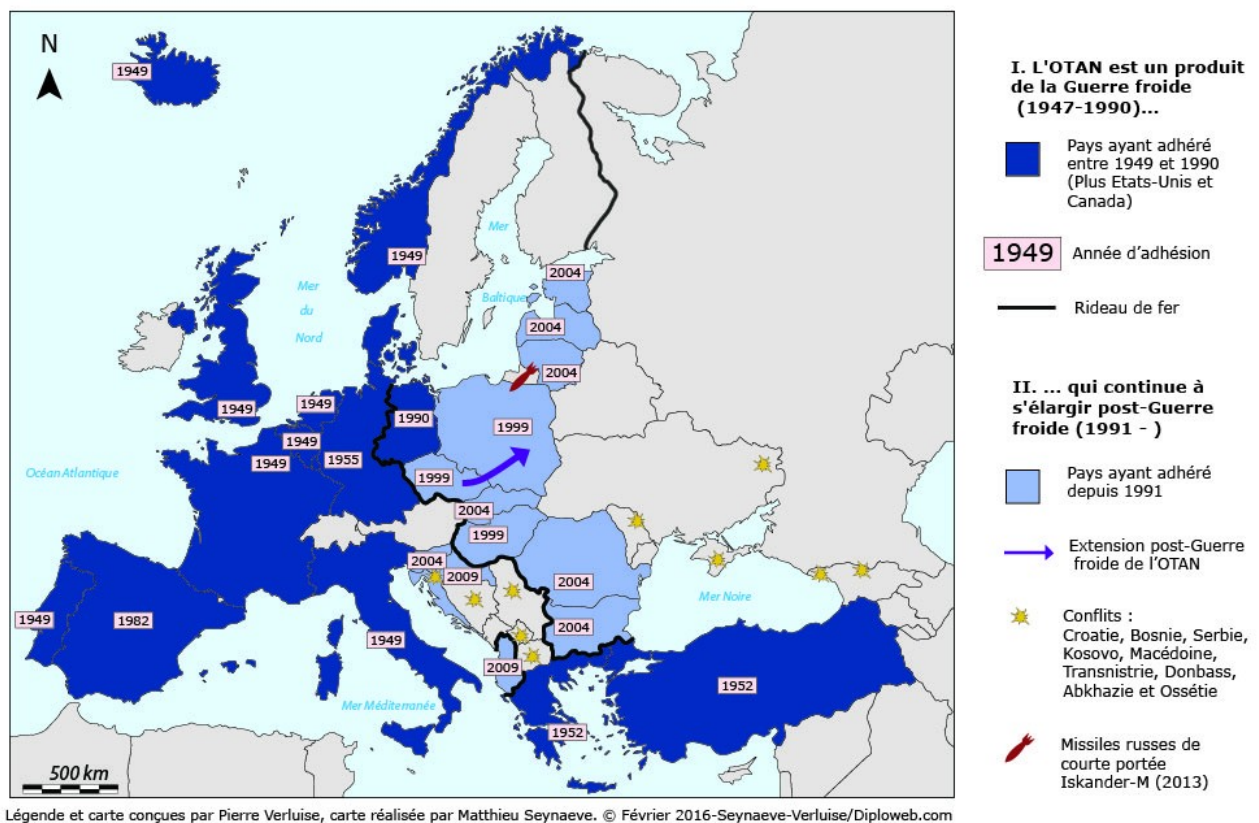 N
1949
1949
2004
Mer
Baltique
Mer
du
Nord
2004
2004
1949
1949
1990
1999
1949
1949
1955
1999
Océan Atlantique
2004
1999
2004
2009
2004
Mer Noire
1949
1982
1949
2004
2009
1952
Mer Méditerranée
1952
500 km
I. L'OTAN est un produit
de la Guerre froide
(1947-1990)...
Pays ayant adhéré
entre 1949 et 1990
(Plus Etats-Unis et
Canada)
1949
Année d'adhésion
Rideau de fer
II. ... qui continue à
s'élargir post-Guerre
froide (1991 - )
Pays ayant adhéré
depuis 1991
Extension post-Guerre
froide de l'OTAN
Conflits :
Croatie, Bosnie, Serbie,
Kosovo, Macédoine,
Transnistrie, Donbass,
Abkhazie et Ossétie
Missiles russes de
courte portée
Iskander-M (2013)
Légende et carte conçues par Pierre Verluise, carte réalisée par Matthieu Seynaeve. © Février 2016-Seynaeve-Verluise/Diploweb.com